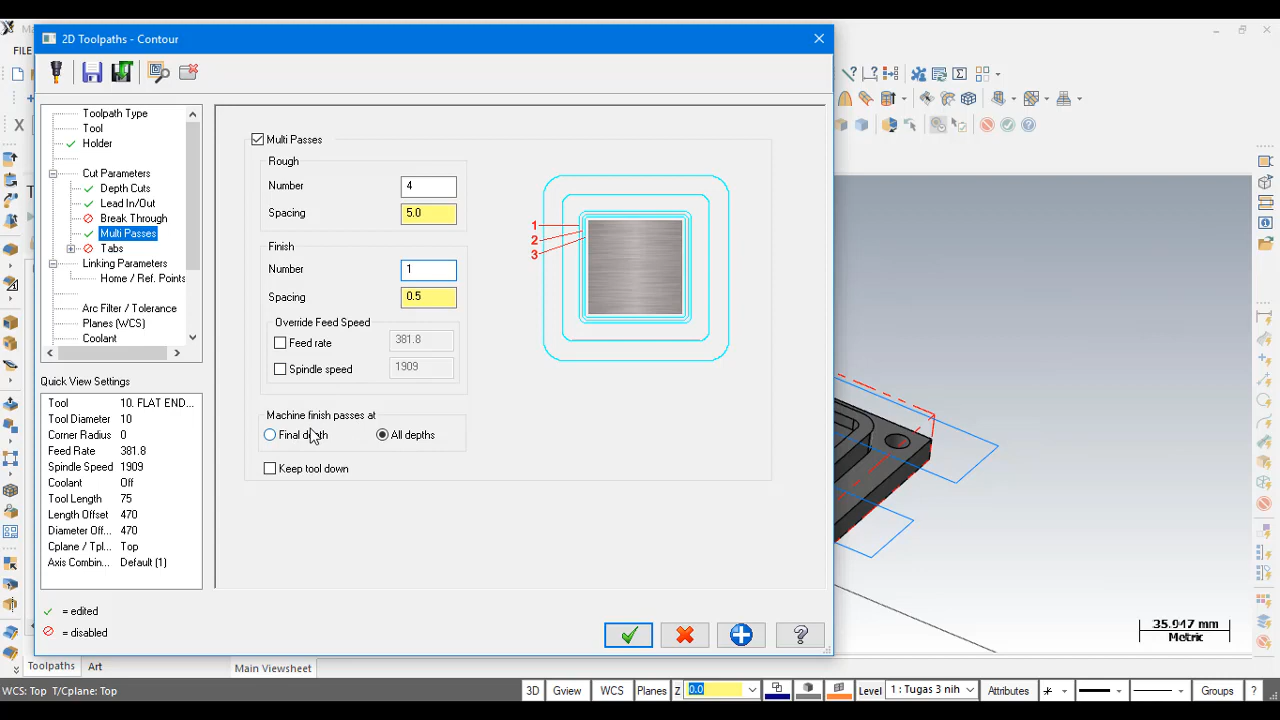 2D Toolpaths - Contour
FILE
Toolpath Type
Tool
Holder
Cut Parameters
Depth Cuts
Lead In/Out
Break Through
Multi Passes
Tabs
Linking Parameters
Home / Ref. Points
Arc Filter / Tolerance
Planes (WCS)
Coolant
Quick View Settings
Tool 10. FLAT END...
Tool Diameter 10
Corner Radius 0
Feed Rate 381.8
Spindle Speed 1909
Coolant Off
Tool Length 75
Length Offset 470
Diameter Off... 470
Cplane / Tpl... Top
Axis Combin... Default (1)
= edited
= disabled
Multi Passes
Rough
Number 4
Spacing 5.0
Finish
Number 1
Spacing 0.5
Override Feed Speed
Feed rate 381.8
Spindle speed 1909
Machine finish passes at
Final depth All depths
Keep tool down
1
2
3
35.947 mm
Metric
Toolpaths Art
Main Viewsheet
WCS: Top T/Cplane: Top
3D Gview WCS Planes Z 0.0 Level 1 : Tugas 3 nih Attributes Groups ?